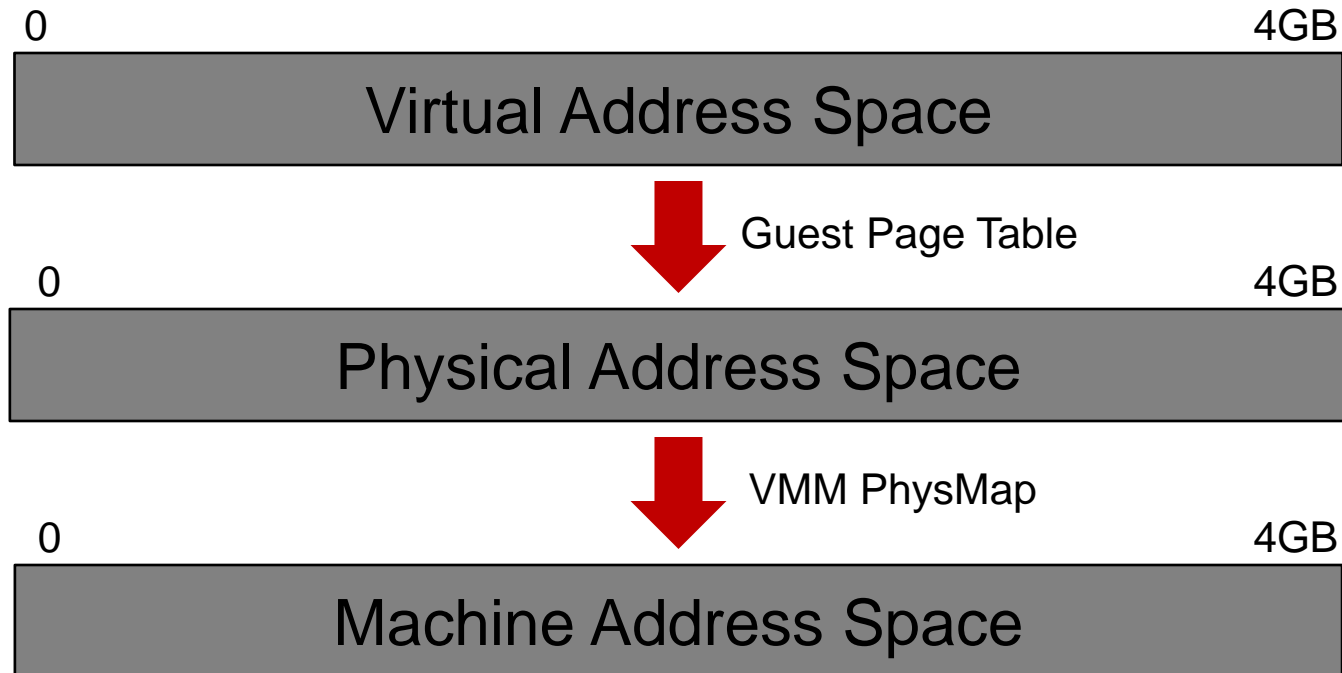 0 4GB
Virtual Address Space
Guest Page Table
0 4GB
Physical Address Space
VMM PhysMap
0 4GB
Machine Address Space